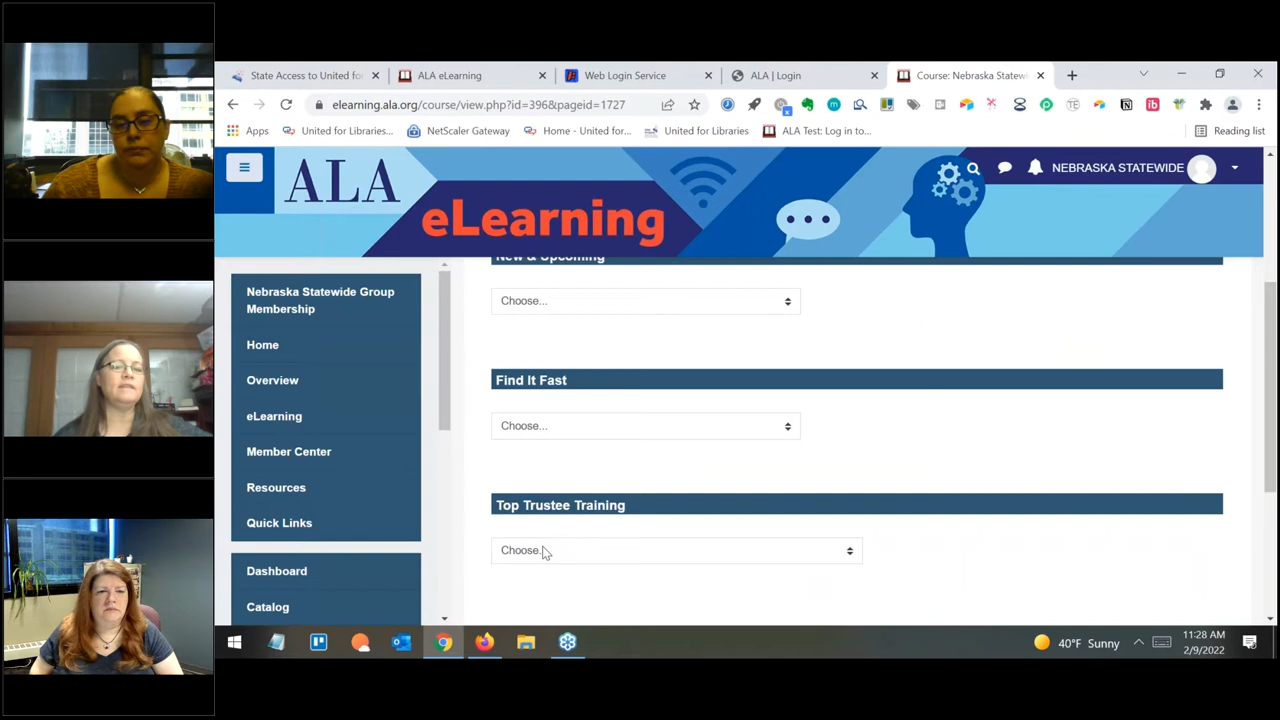 State Access to United fo
ALA eLearning
Web Login Service
ALA | Login
Course: Nebraska Statewi
elearning.ala.org/course/view.php?id=396&pageid=1727
Apps
United for Libraries...
NetScaler Gateway
Home - United for...
United for Libraries
ALA Test: Log in to...
Reading list
ALA
eLearning
NEBRASKA STATEWIDE
Nebraska Statewide Group
Membership
Home
Overview
eLearning
Member Center
Resources
Quick Links
Dashboard
Catalog
New & Upcoming
Choose...
Find It Fast
Choose...
Top Trustee Training
Choose..
40°F Sunny
11:28 AM
2/9/2022